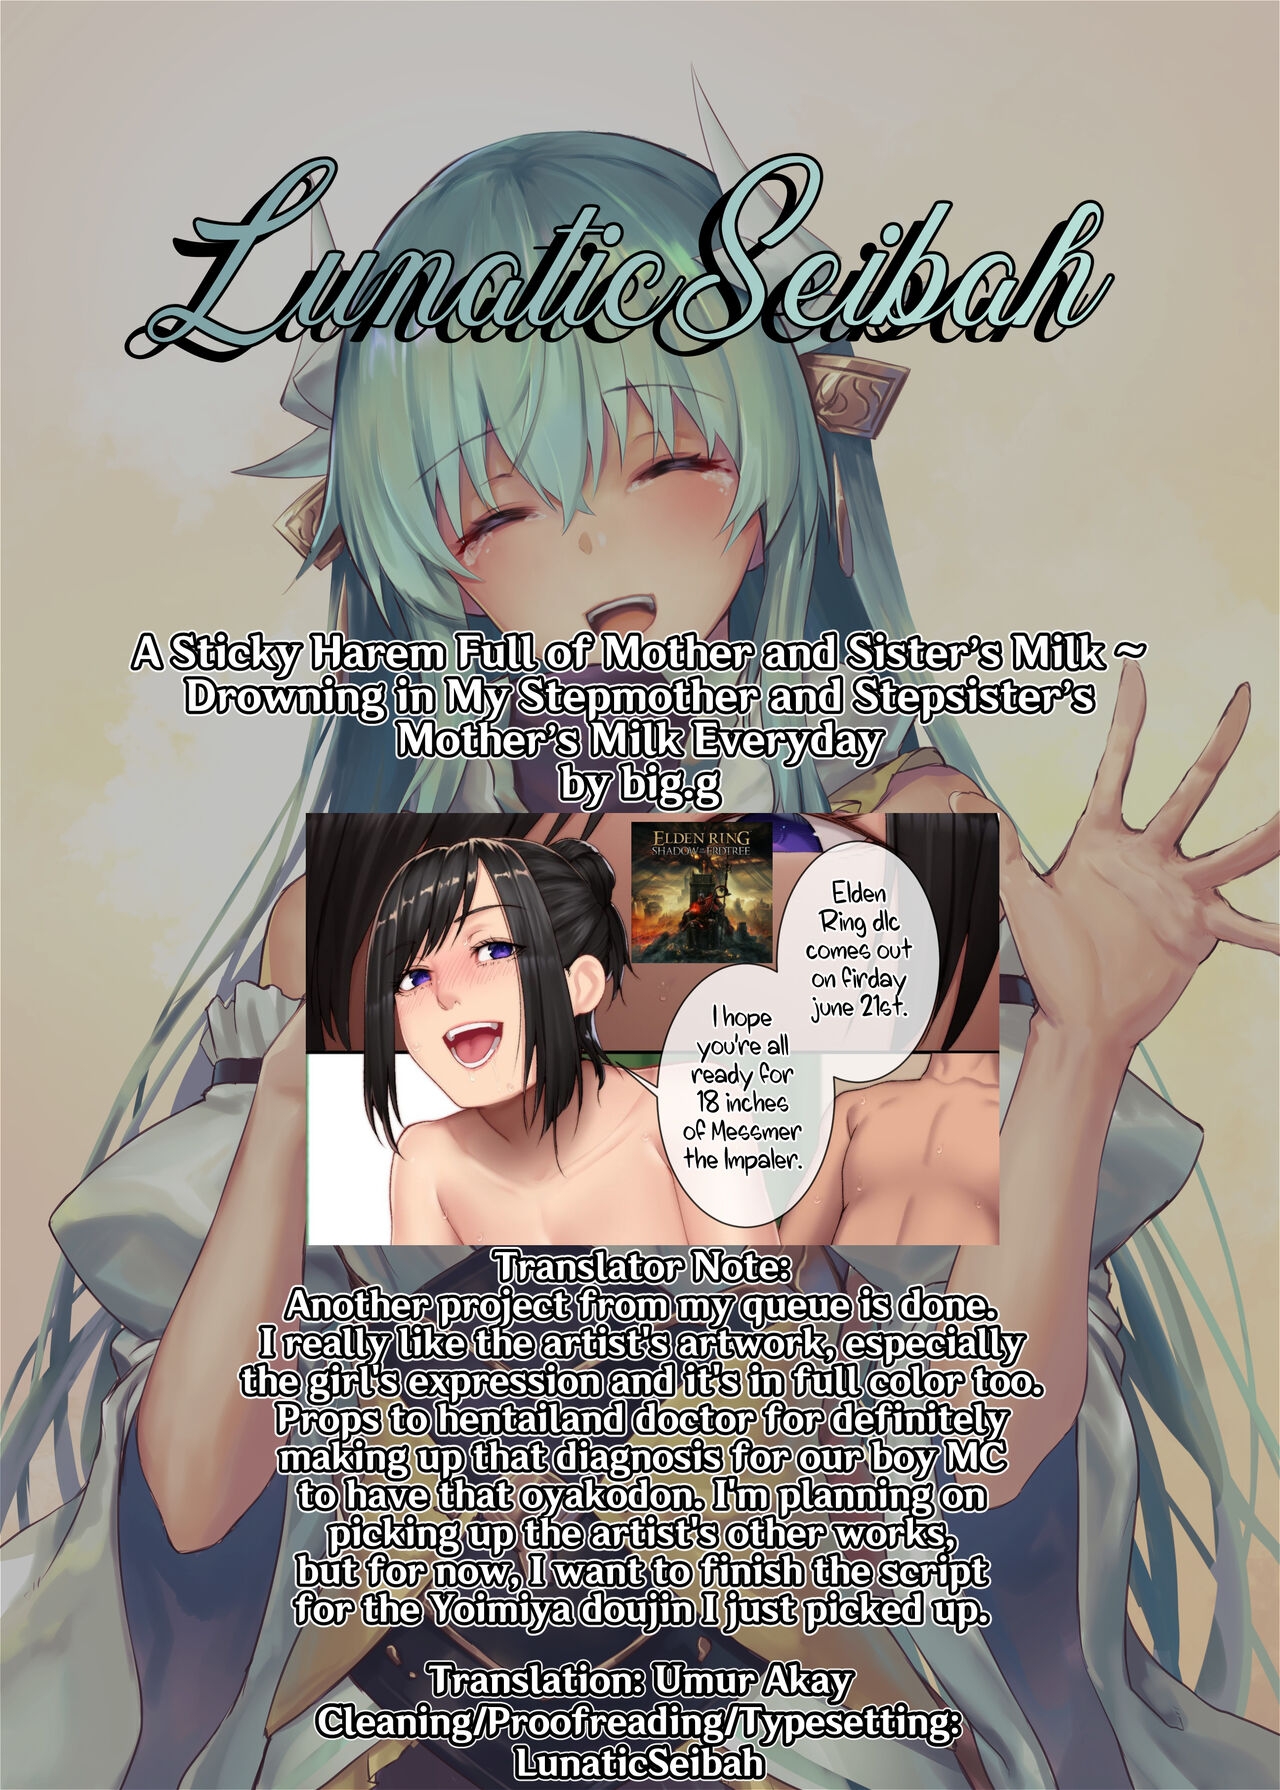 LunaticSeibah
A Sticky Harem Full of Mother and Sister's Milk ~
Drowning in My Stepmother and Stepsister's
Mother's Milk Everyday
by big.g
ELDEN RING
SHADOW OF THE ERDTREE
Elden
Ring dlc
comes out
on firday
june 21st.
I hope
you're all
ready for
18 inches
of Messmer
the Impaler.
Translator Note:
Another project from my queue is done.
I really like the artist's artwork, especially
the girl's expression and it's in full color too.
Props to hentailand doctor for definitely
making up that diagnosis for our boy MC
to have that oyakodon. I'm planning on
picking up the artist's other works,
but for now, I want to finish the script
for the Yoimiya doujin I just picked up.
Translation: Umur Akay
Cleaning/Proofreading/Typesetting:
LunaticSeibah